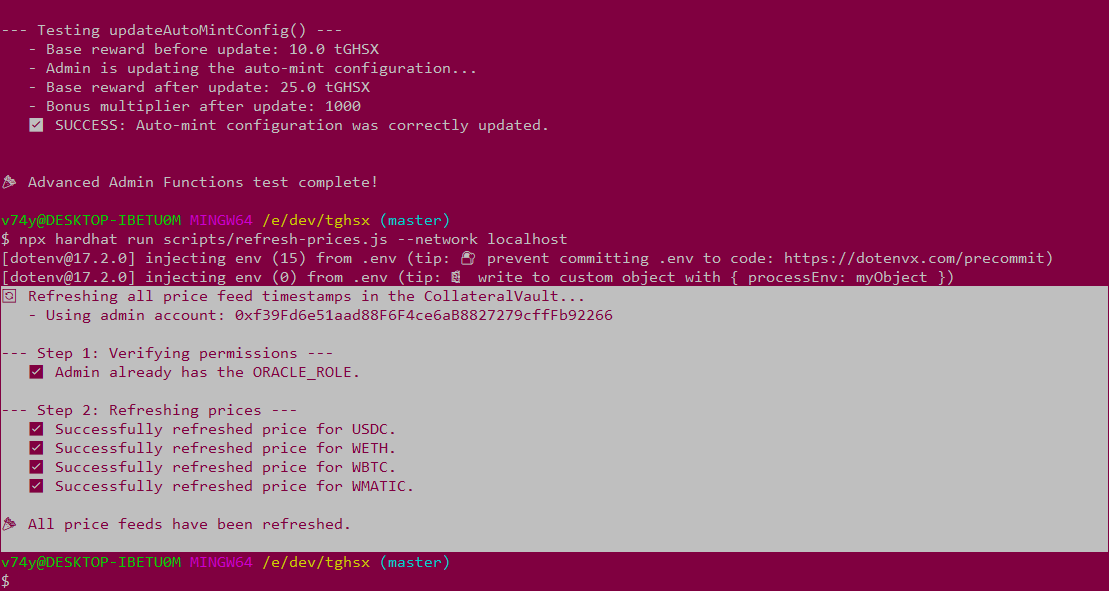 --- Testing updateAutoMintConfig() ---
- Base reward before update: 10.0 tGHSX
- Admin is updating the auto-mint configuration...
- Base reward after update: 25.0 tGHSX
- Bonus multiplier after update: 1000
✅ SUCCESS: Auto-mint configuration was correctly updated.
🎉 Advanced Admin Functions test complete!
v74y@DESKTOP-IBETU0M MINGW64 /e/dev/tghsx (master)
$ npx hardhat run scripts/refresh-prices.js --network localhost
[dotenv@17.2.0] injecting env (15) from .env (tip: 🔐 prevent committing .env to code: https://dotenvx.com/precommit)
[dotenv@17.2.0] injecting env (0) from .env (tip: 📝 write to custom object with { processEnv: myObject })
🔄 Refreshing all price feed timestamps in the CollateralVault...
- Using admin account: 0xf39Fd6e51aad88F6F4ce6aB8827279cffFb92266
--- Step 1: Verifying permissions ---
✅ Admin already has the ORACLE_ROLE.
--- Step 2: Refreshing prices ---
✅ Successfully refreshed price for USDC.
✅ Successfully refreshed price for WETH.
✅ Successfully refreshed price for WBTC.
✅ Successfully refreshed price for WMATIC.
🎉 All price feeds have been refreshed.
v74y@DESKTOP-IBETU0M MINGW64 /e/dev/tghsx (master)
$